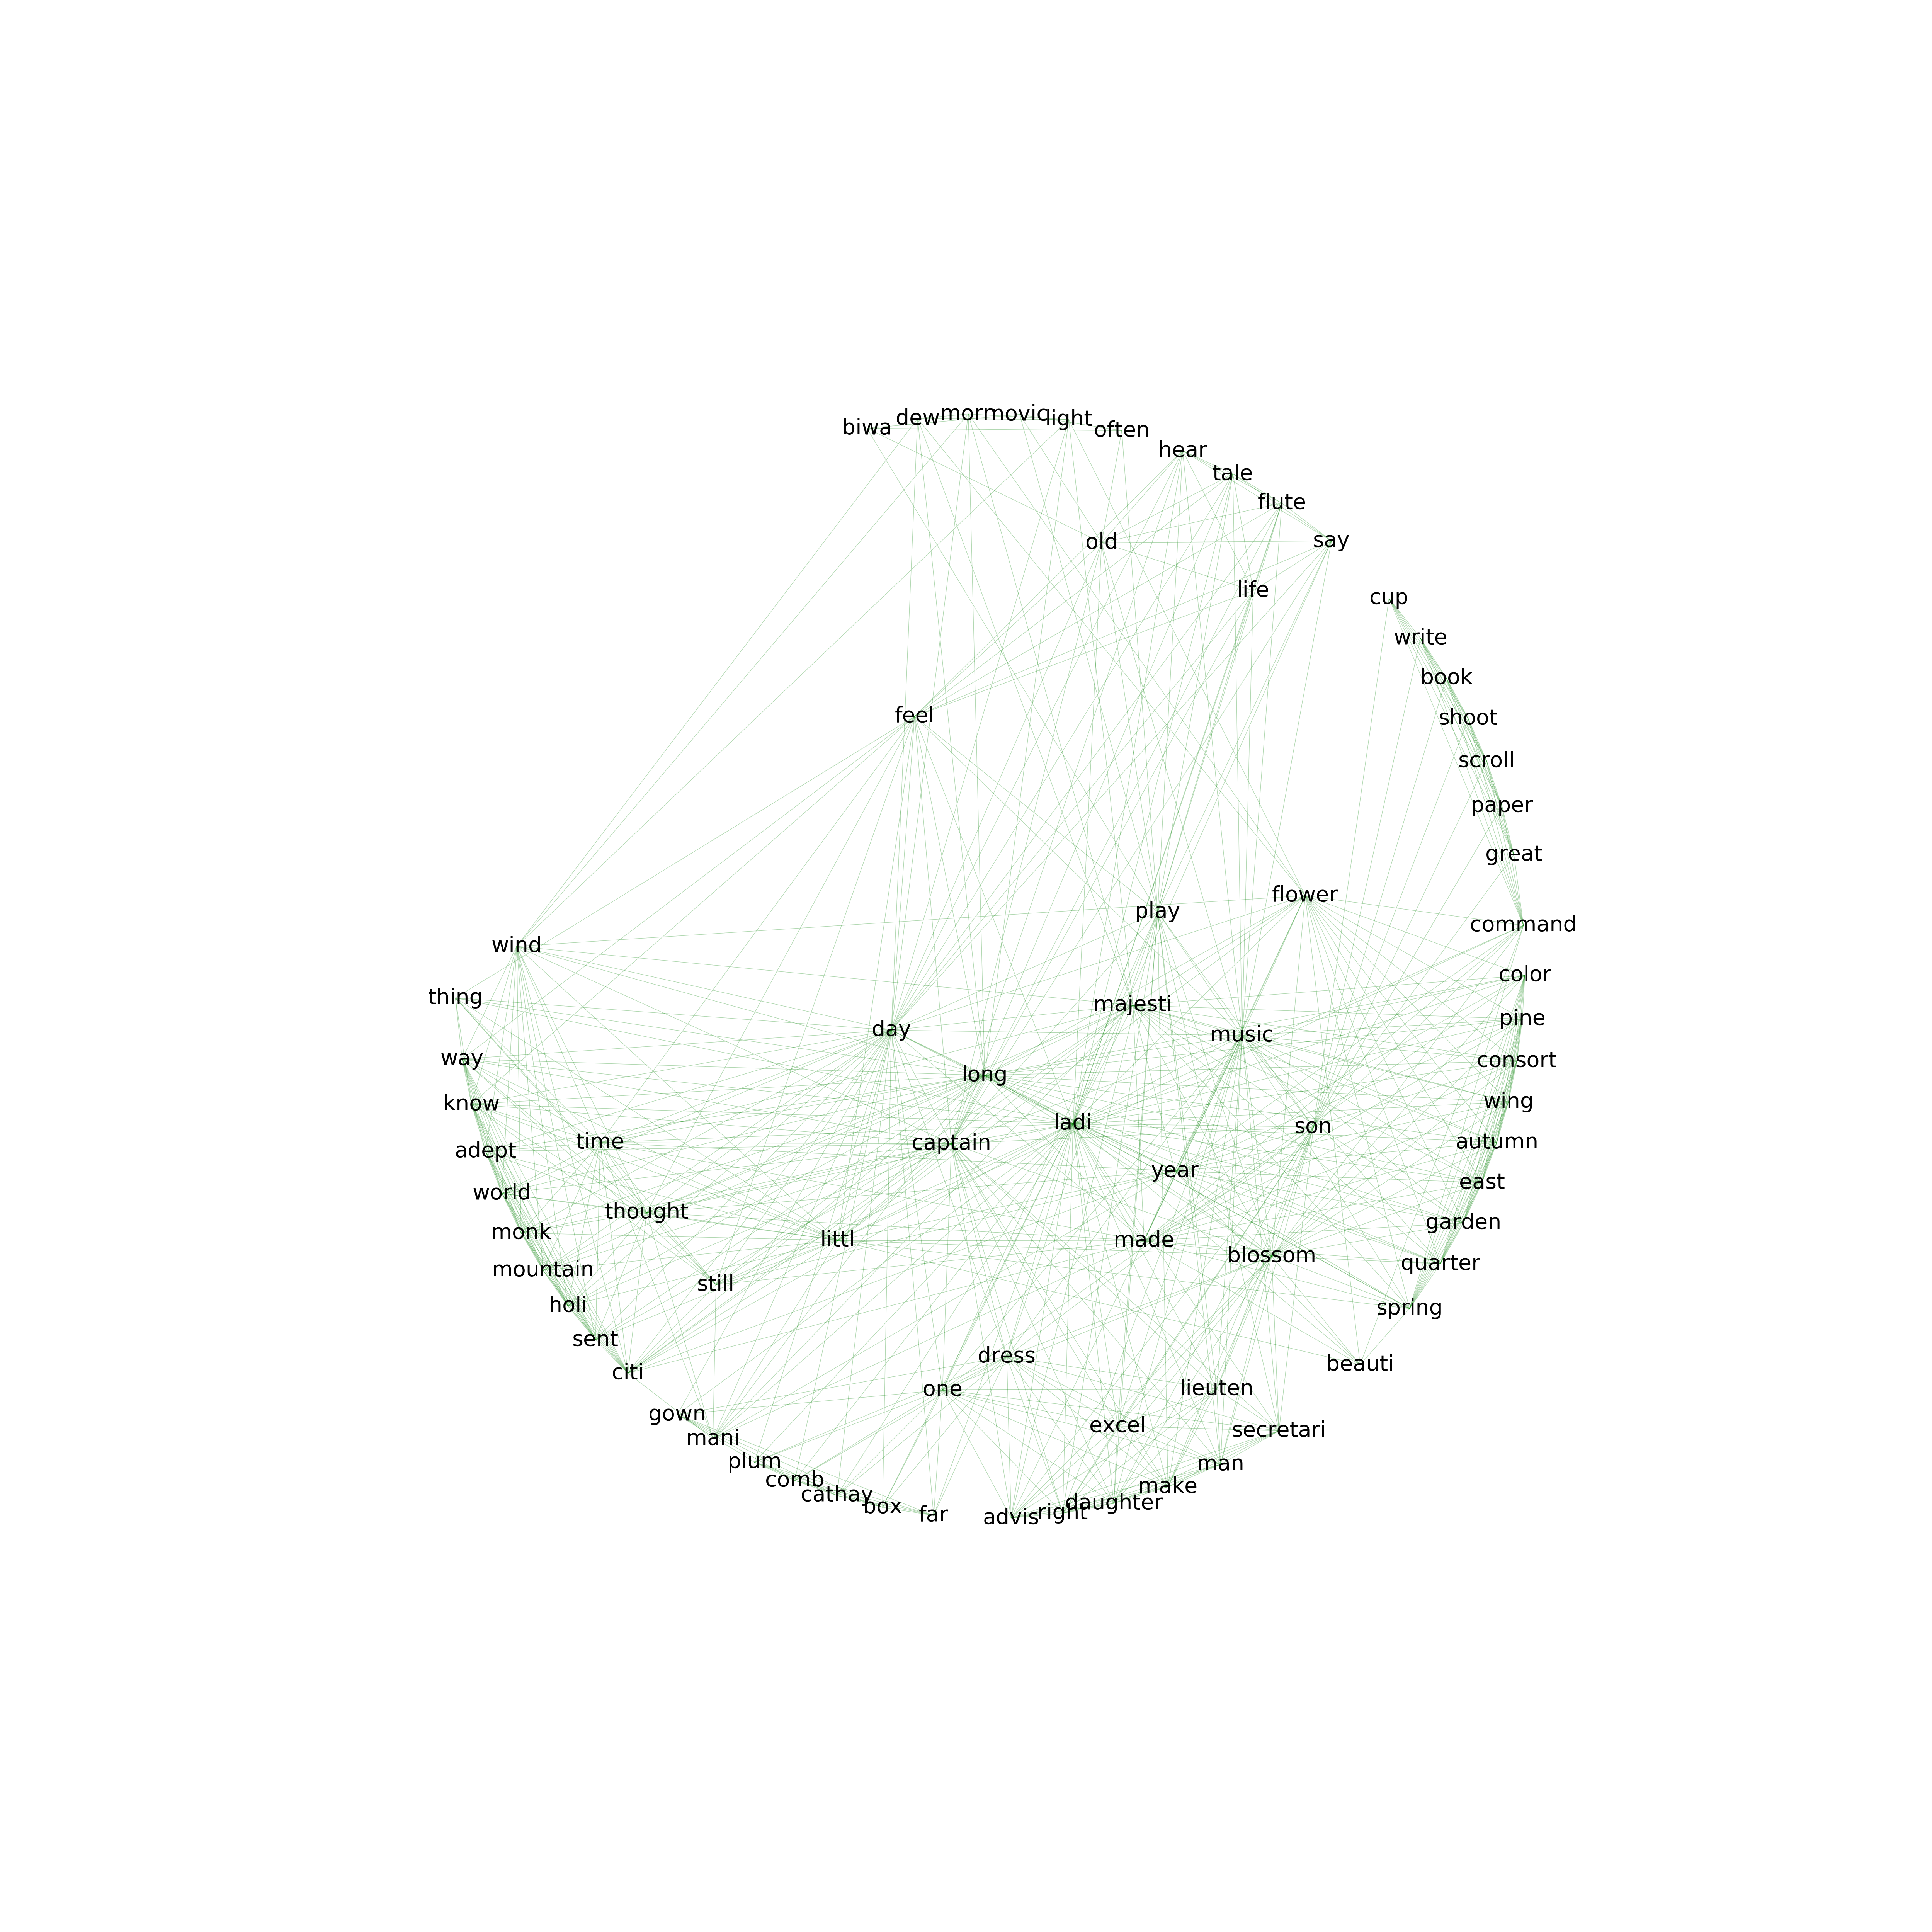 biwa
dew
morn
novic
light
often
hear
tale
flute
say
old
life
cup
write
book
shoot
scroll
paper
great
command
feel
flower
play
wind
color
thing
majesti
pine
day
music
way
consort
long
know
wing
ladi
son
time
captain
autumn
adept
year
east
world
thought
garden
monk
littl
made
blossom
quarter
mountain
still
holi
spring
sent
citi
dress
beauti
one
lieuten
gown
excel
secretari
mani
plum
man
comb
make
cathay
daughter
box
right
far
advis